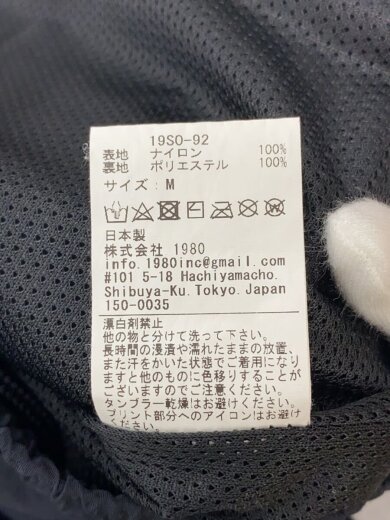 19SO-92
表地 ナイロン 100%
裏地 ポリエステル 100%
サイズ: M
日本製
株式会社 1980
info.1980inc@gmail.com
#101 5-18 Hachiyamacho.
Shibuya-Ku.Tokyo.Japan
150-0035
漂白剤禁止
他の物と分けて洗って下さい。
長時間の浸漬や濡れたままの放置、
また汗をかいた状態でご着用になり
ますと他のものに色移りすることが
ございますのでご注意ください。
タンブラー乾燥はお避けください。
プリント部分へのアイロンはお避け
ください。